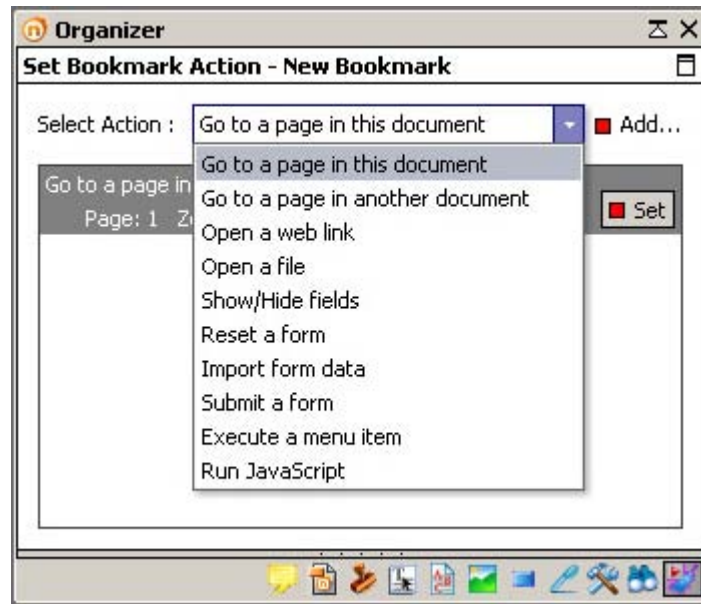 Organizer
Set Bookmark Action - New Bookmark
Select Action : Go to a page in this document Add...
Go to a page in this document
Go to a page in
Go to a page in another document
Page: 1
Set
Open a web link
Open a file
Show/Hide fields
Reset a form
Import form data
Submit a form
Execute a menu item
Run JavaScript